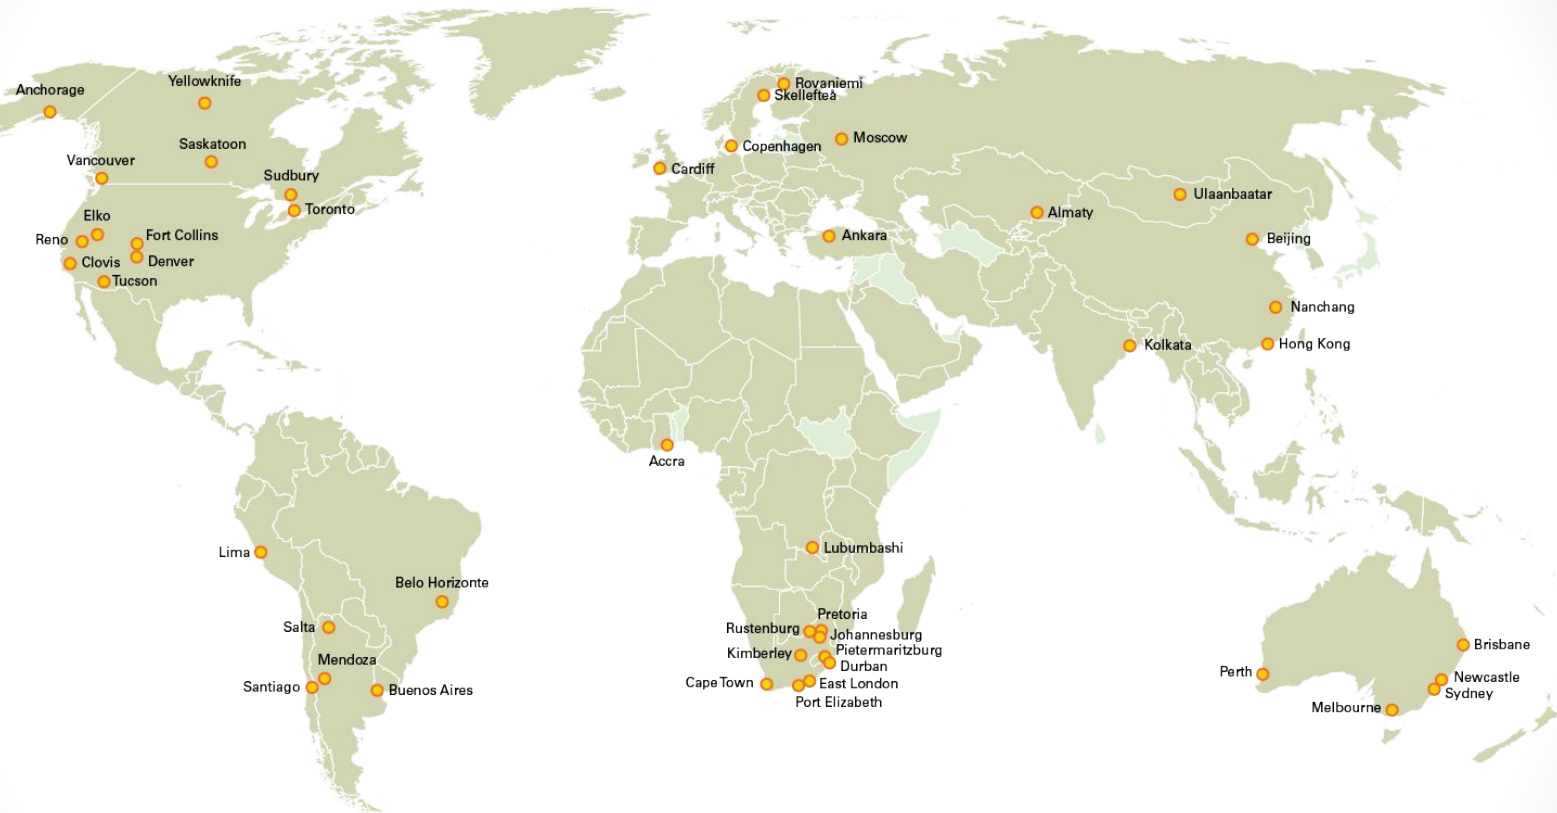 Anchorage
Yellowknife
Saskatoon
Vancouver
Sudbury
Toronto
Elko
Reno
Fort Collins
Clovis
Denver
Tucson
Rovaniemi
Skellefteå
Copenhagen
Moscow
Cardiff
Ankara
Almaty
Ulaanbaatar
Beijing
Nanchang
Kolkata
Hong Kong
Accra
Lima
Belo Horizonte
Salta
Mendoza
Santiago
Buenos Aires
Lubumbashi
Pretoria
Rustenburg
Johannesburg
Kimberley
Pietermaritzburg
Durban
Cape Town
East London
Port Elizabeth
Brisbane
Perth
Newcastle
Sydney
Melbourne